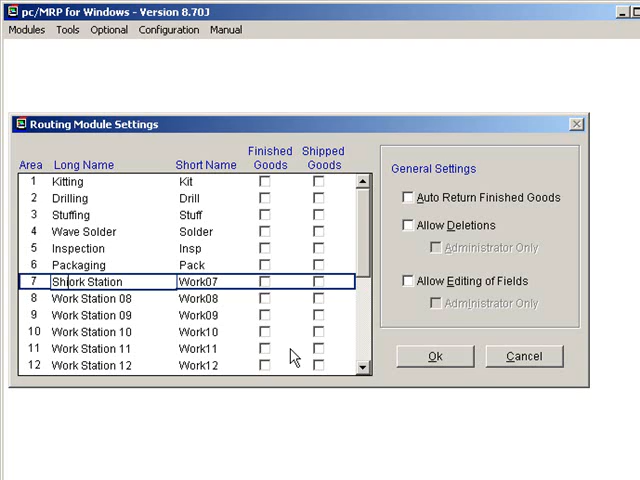 pc/MRP for Windows - Version 8.70J
Modules Tools Optional Configuration Manual
Routing Module Settings
Finished Shipped
Area Long Name Short Name Goods Goods
1 Kitting Kit
2 Drilling Drill
3 Stuffing Stuff
4 Wave Solder Solder
5 Inspection Insp
6 Packaging Pack
7 Shiork Station Work07
8 Work Station 08 Work08
9 Work Station 09 Work09
10 Work Station 10 Work10
11 Work Station 11 Work11
12 Work Station 12 Work12
General Settings
Auto Return Finished Goods
Allow Deletions
Administrator Only
Allow Editing of Fields
Administrator Only
Ok Cancel